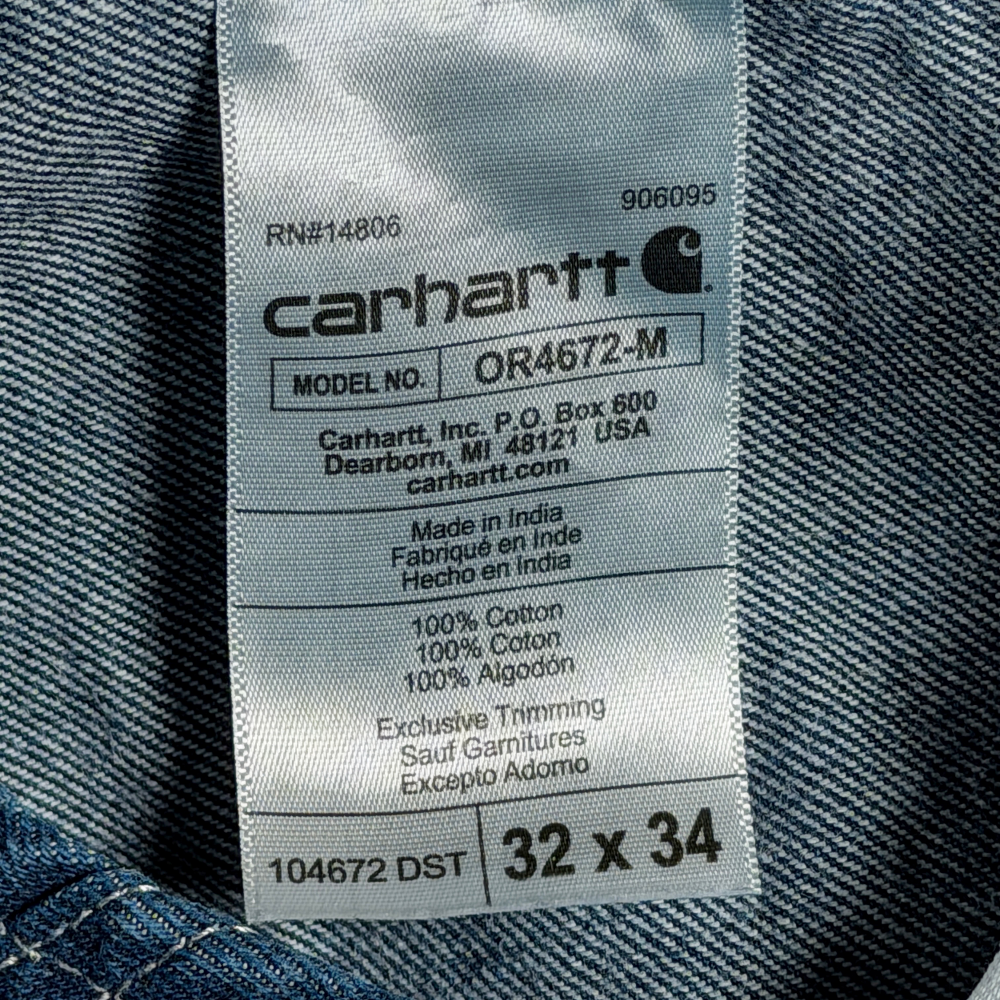 906095
RN#14806
carhartt
MODEL NO. OR4672-M
Carhartt, Inc. P.O. Box 600
Dearborn, MI 48121 USA
carhartt.com
Made in India
Fabriqué en Inde
Hecho en India
100% Cotton
100% Coton
100% Algodón
Exclusive Trimming
Sauf Garnitures
Excepto Adorno
104672 DST 32 x 34